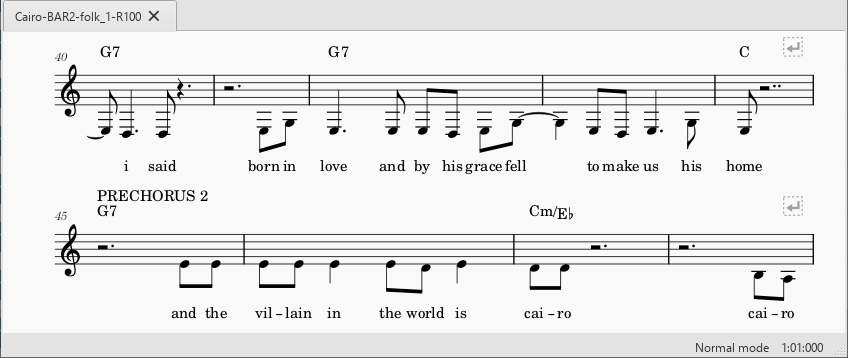 Cairo-BAR2-folk_1-R100
40 G7 G7 C
i said born in love and by his grace fell to make us his home
PRECHORUS 2
45 G7 Cm/E♭
and the vil – lain in the world is cai – ro cai – ro
Normal mode 1:01:000